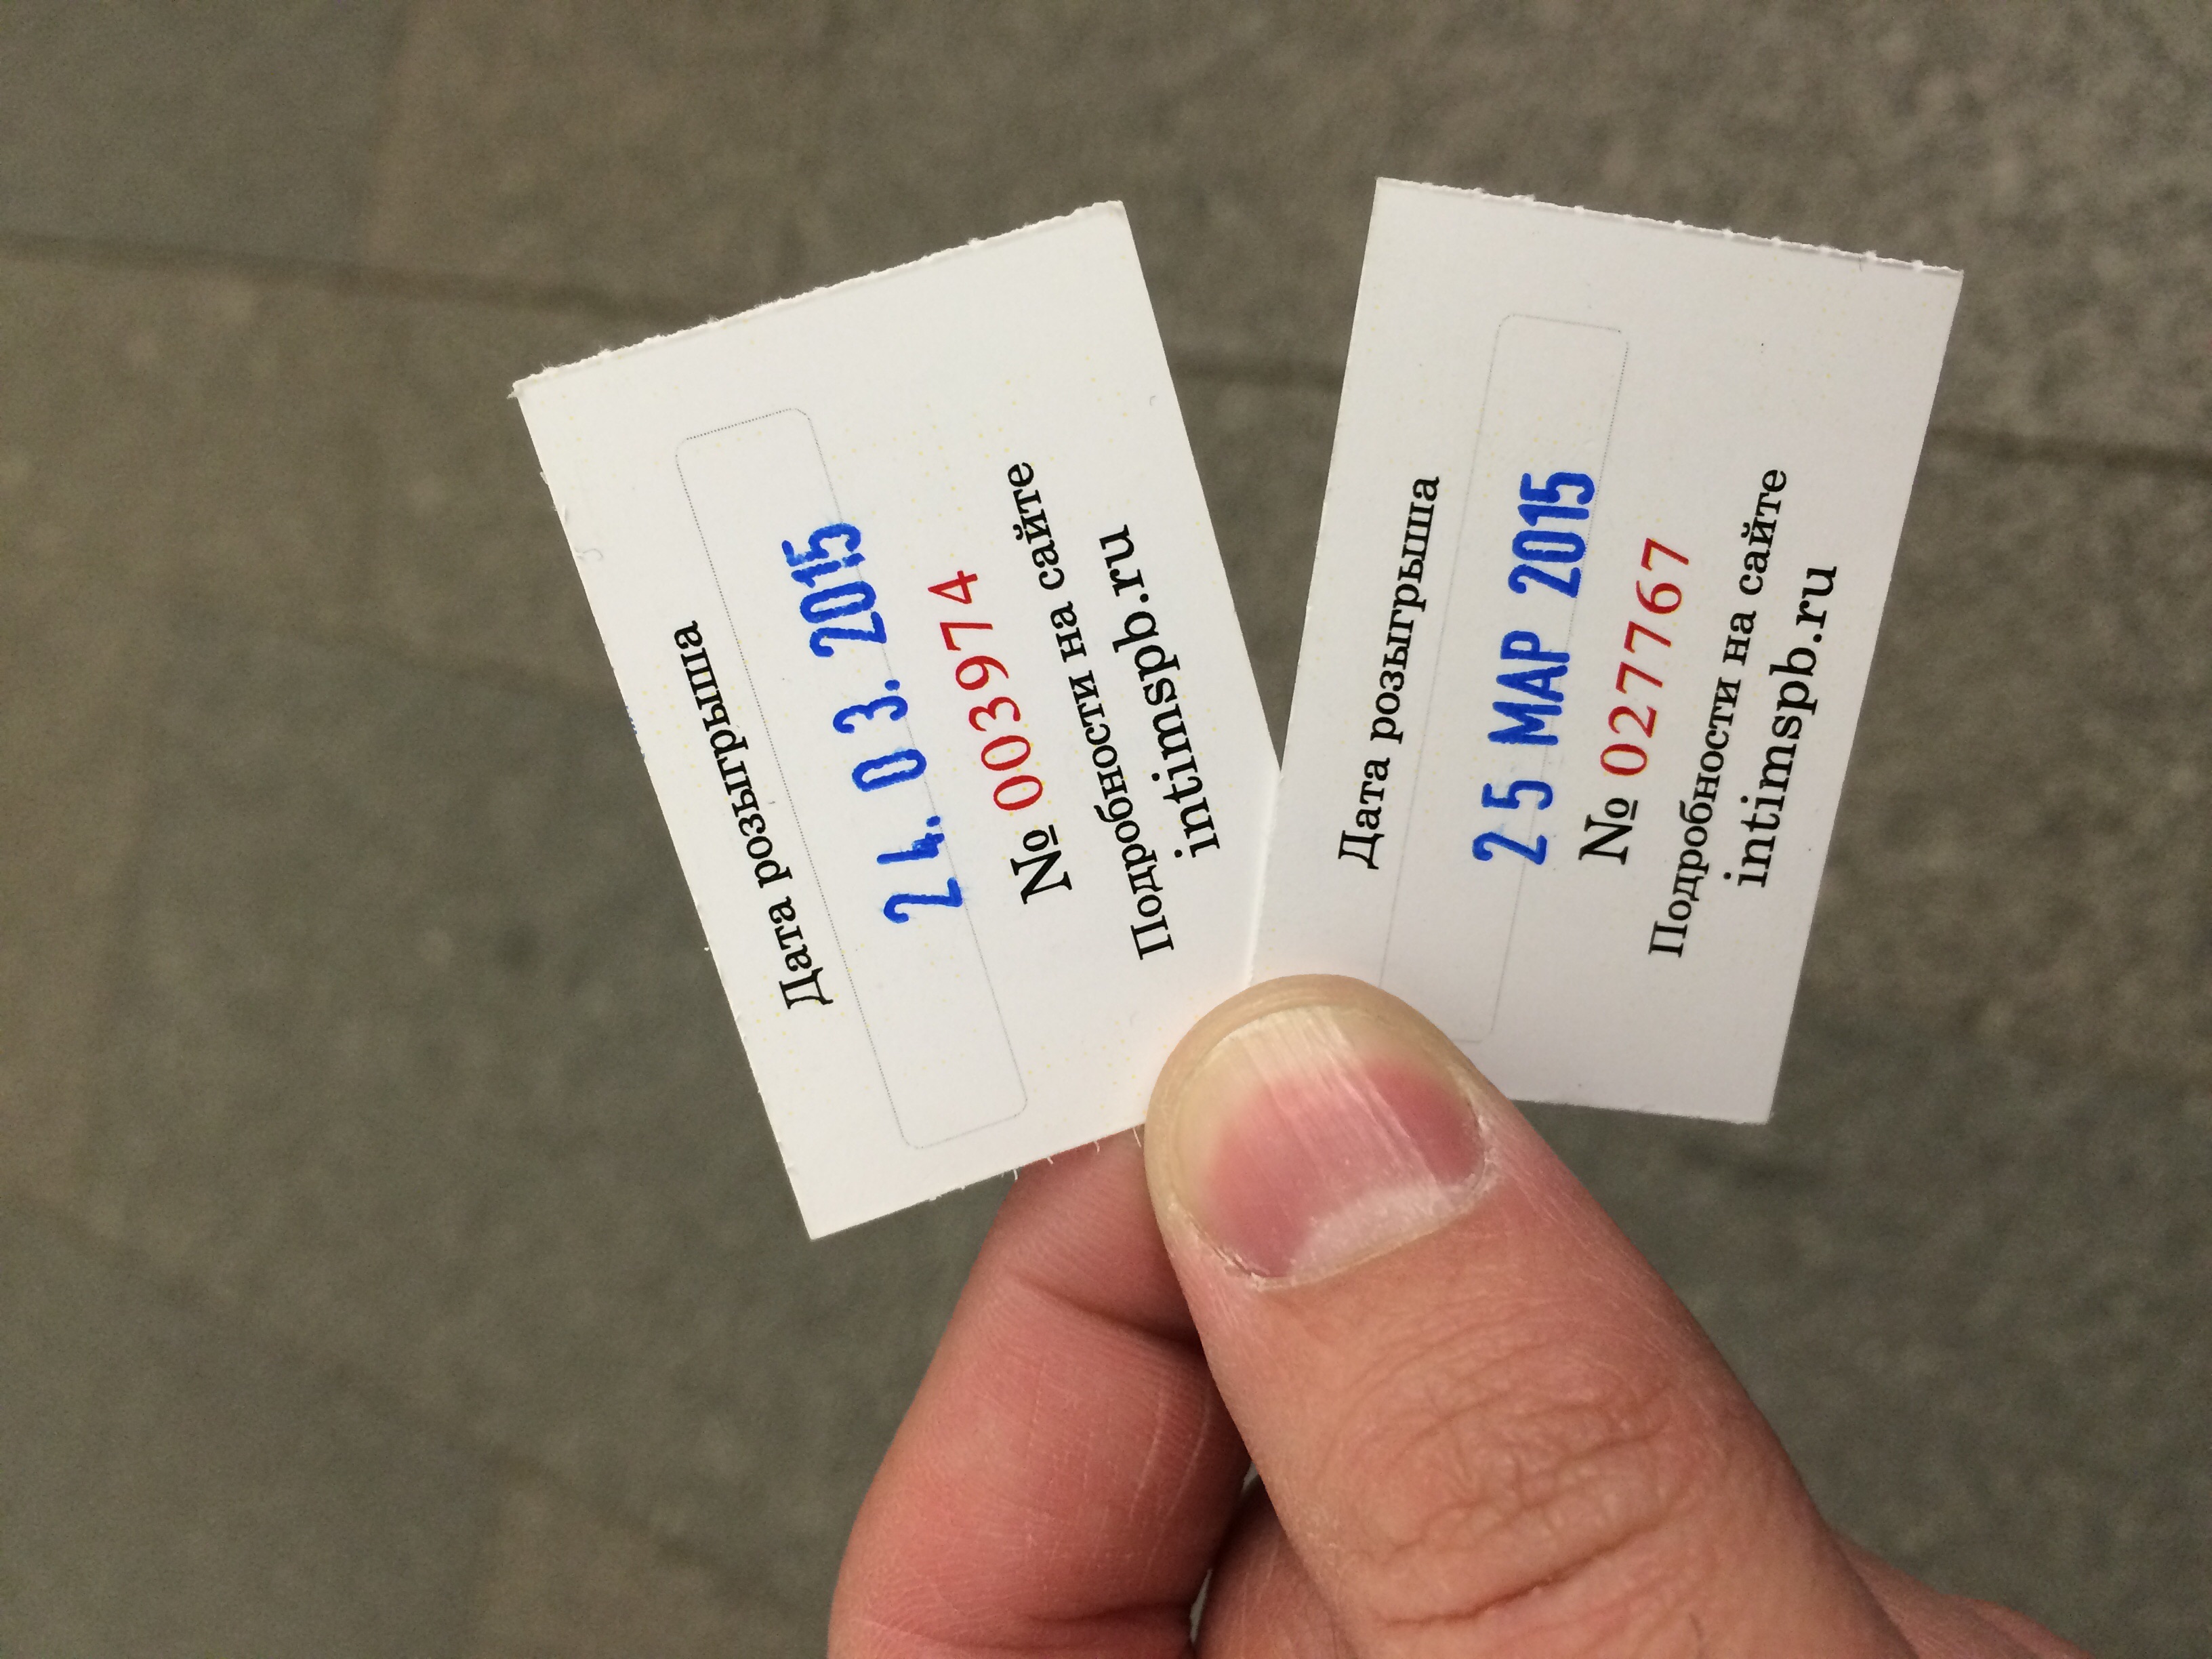 Дата розыгрыша
24. 03. 2015
№ 003974
Подробности на сайте
intimspb.ru
Дата розыгрыша
25 МАР 2015
№ 027767
Подробности на сайте
intimspb.ru